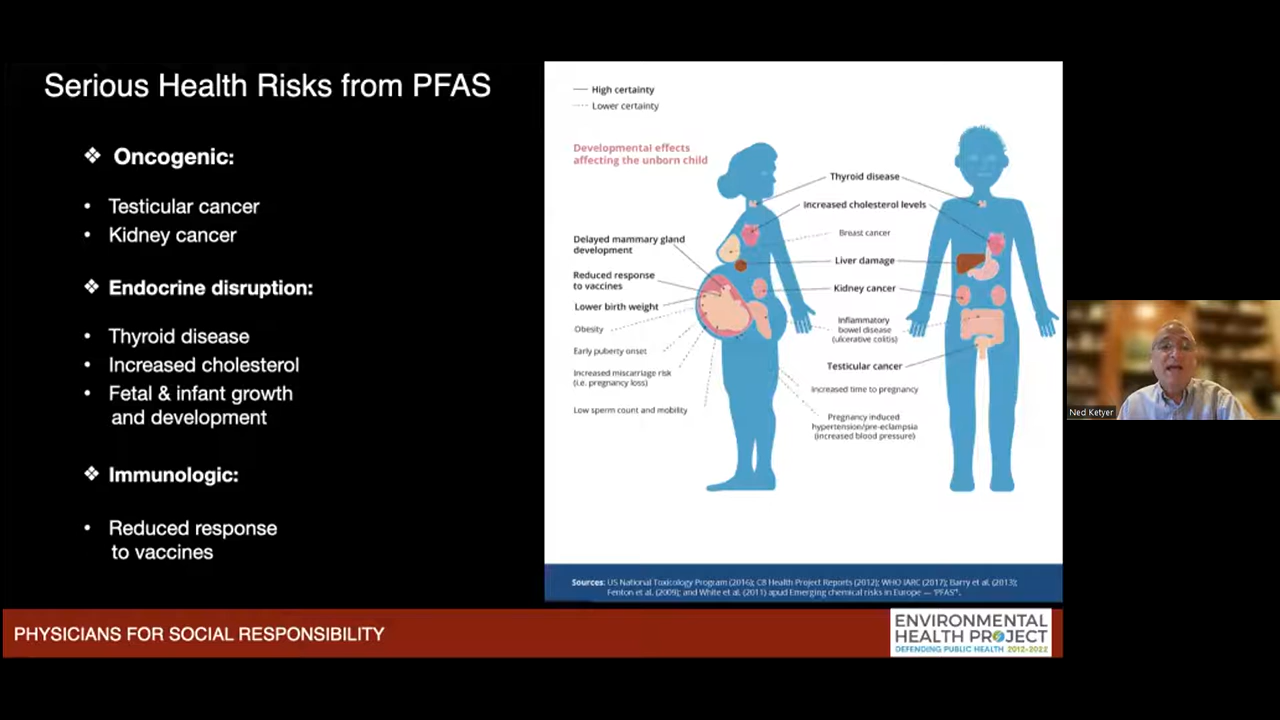 Serious Health Risks from PFAS
❖ Oncogenic:
• Testicular cancer
• Kidney cancer
❖ Endocrine disruption:
• Thyroid disease
• Increased cholesterol
• Fetal & infant growth
and development
❖ Immunologic:
• Reduced response
to vaccines
High certainty
Lower certainty
Developmental effects
affecting the unborn child
Delayed mammary gland
development
Reduced response
to vaccines
Lower birth weight
Obesity
Early puberty onset
Increased miscarriage risk
(i.e. pregnancy loss)
Low sperm count and mobility
Thyroid disease
Increased cholesterol levels
Breast cancer
Liver damage
Kidney cancer
Inflammatory
bowel disease
(ulcerative colitis)
Testicular cancer
Increased time to pregnancy
Pregnancy induced
hypertension/pre-eclampsia
(increased blood pressure)
Sources: US National Toxicology Program (2016); C8 Health Project Reports (2012); WHO IARC (2017); Barry et al. (2013);
Fenton et al. (2009); and White et al. (2011) apud Emerging chemical risks in Europe — 'PFAS'¹.
PHYSICIANS FOR SOCIAL RESPONSIBILITY
ENVIRONMENTAL
HEALTH PROJECT
DEFENDING PUBLIC HEALTH 2012-2022
Ned Ketyer